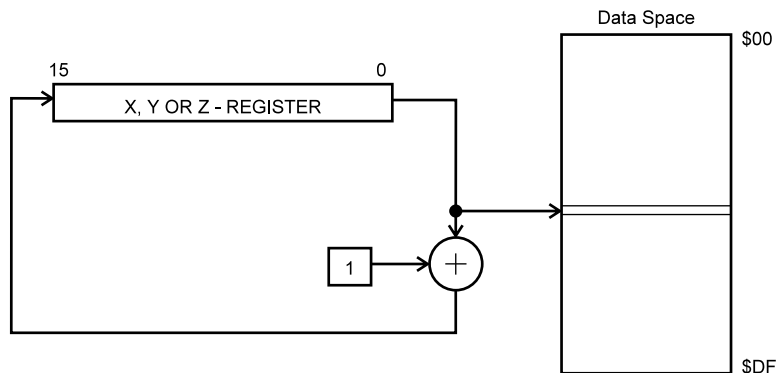 Data Space
$00
15
0
X, Y OR Z - REGISTER
1
+
$DF